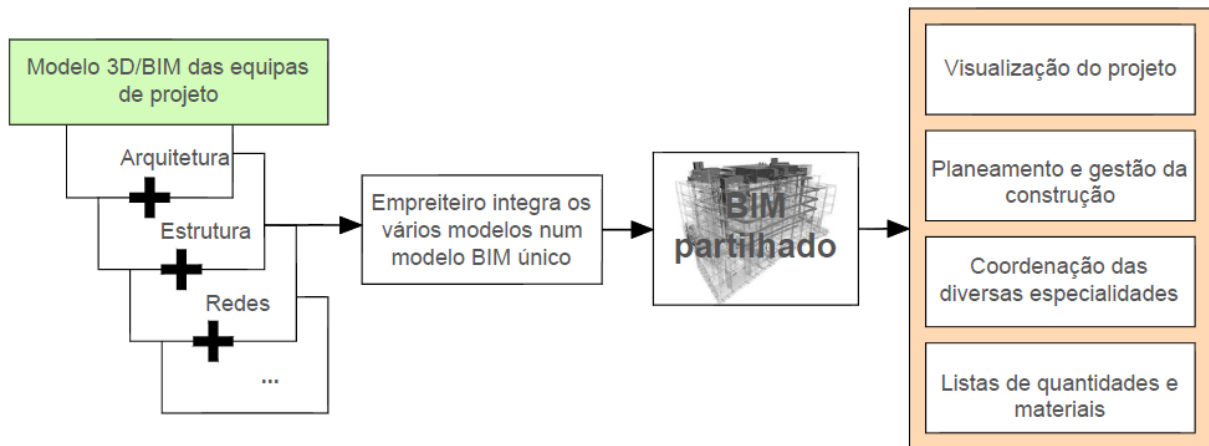 Modelo 3D/BIM das equipas
de projeto
Arquitetura
Estrutura
Redes
...
Empreiteiro integra os
vários modelos num
modelo BIM único
BIM
partilhado
Visualização do projeto
Planeamento e gestão da
construção
Coordenação das
diversas especialidades
Listas de quantidades e
materiais